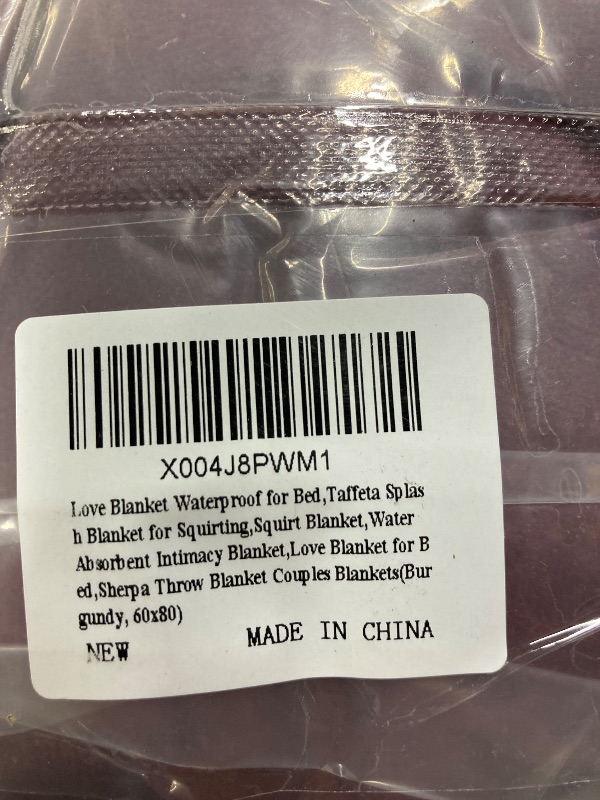 X004J8PWM1
Love Blanket Waterproof for Bed,Taffeta Splas
h Blanket for Squirting,Squirt Blanket,Water
Absorbent Intimacy Blanket,Love Blanket for B
ed,Sherpa Throw Blanket Couples Blankets(Bur
gundy, 60x80)
NEW MADE IN CHINA